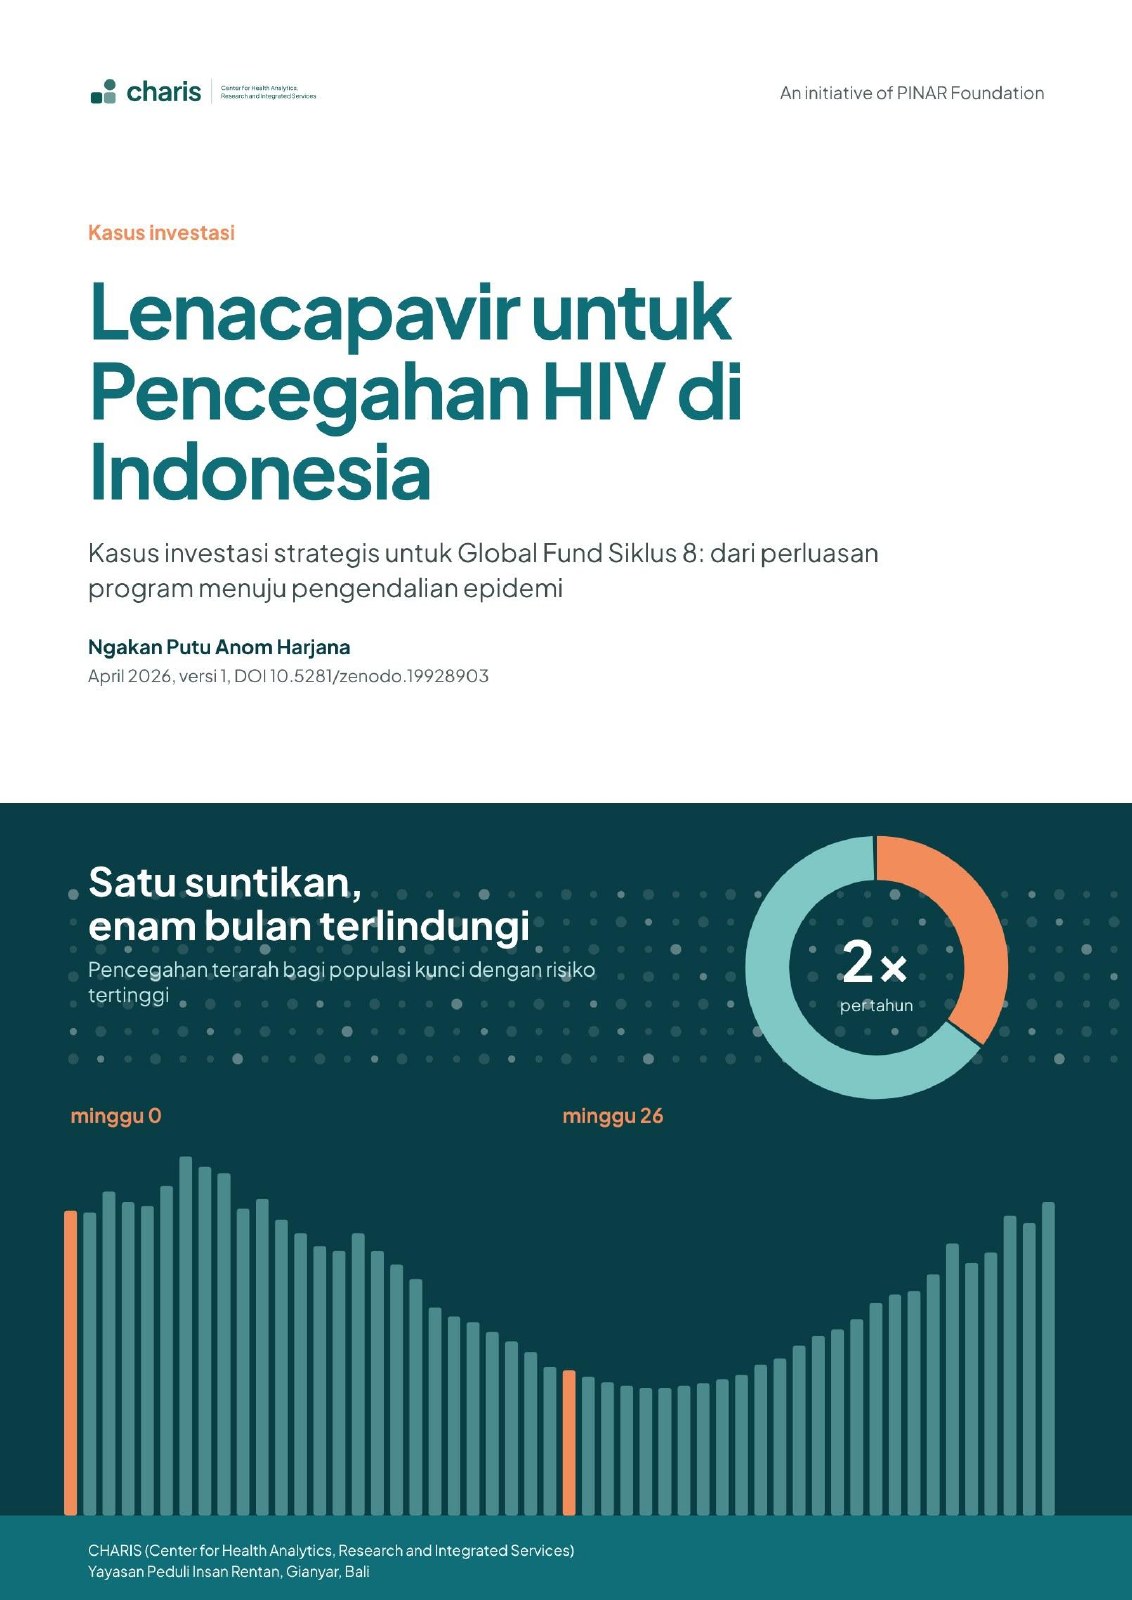 charis
Center for Health Analytics,
Research and Integrated Services
An initiative of PINAR Foundation
Kasus investasi
Lenacapavir untuk
Pencegahan HIV di
Indonesia
Kasus investasi strategis untuk Global Fund Siklus 8: dari perluasan
program menuju pengendalian epidemi
Ngakan Putu Anom Harjana
April 2026, versi 1, DOI 10.5281/zenodo.19928903
Satu suntikan,
enam bulan terlindungi
Pencegahan terarah bagi populasi kunci dengan risiko
tertinggi
2×
per tahun
minggu 0
minggu 26
CHARIS (Center for Health Analytics, Research and Integrated Services)
Yayasan Peduli Insan Rentan, Gianyar, Bali